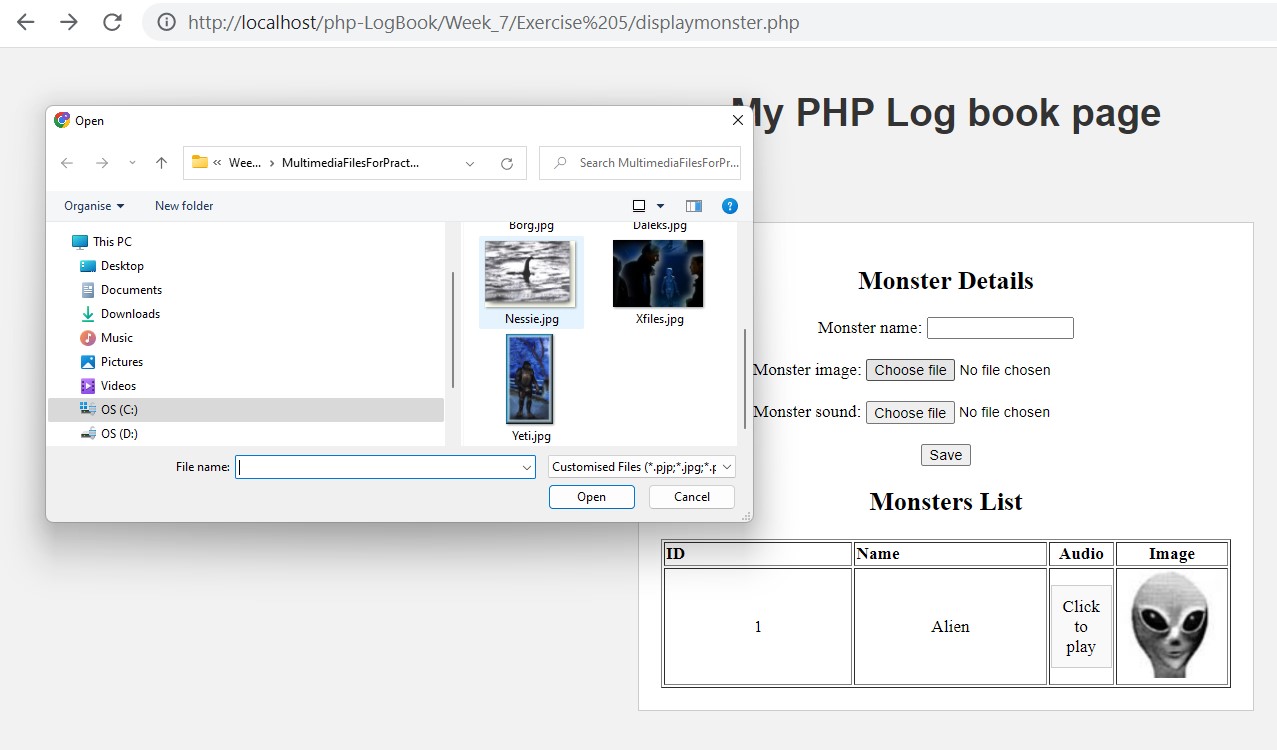 http://localhost/php-LogBook/Week_7/Exercise%205/displaymonster.php
My PHP Log book page
Open
« Wee... › MultimediaFilesForPract...
Search MultimediaFilesForPr...
Organise
New folder
This PC
Desktop
Documents
Downloads
Music
Pictures
Videos
OS (C:)
OS (D:)
Borg.jpg
Daleks.jpg
Nessie.jpg
Xfiles.jpg
Yeti.jpg
File name:
Customised Files (*.pjp;*.jpg;*.p
Open
Cancel
Monster Details
Monster name:
Monster image: Choose file No file chosen
Monster sound: Choose file No file chosen
Save
Monsters List
ID Name Audio Image
1 Alien Click
to
play